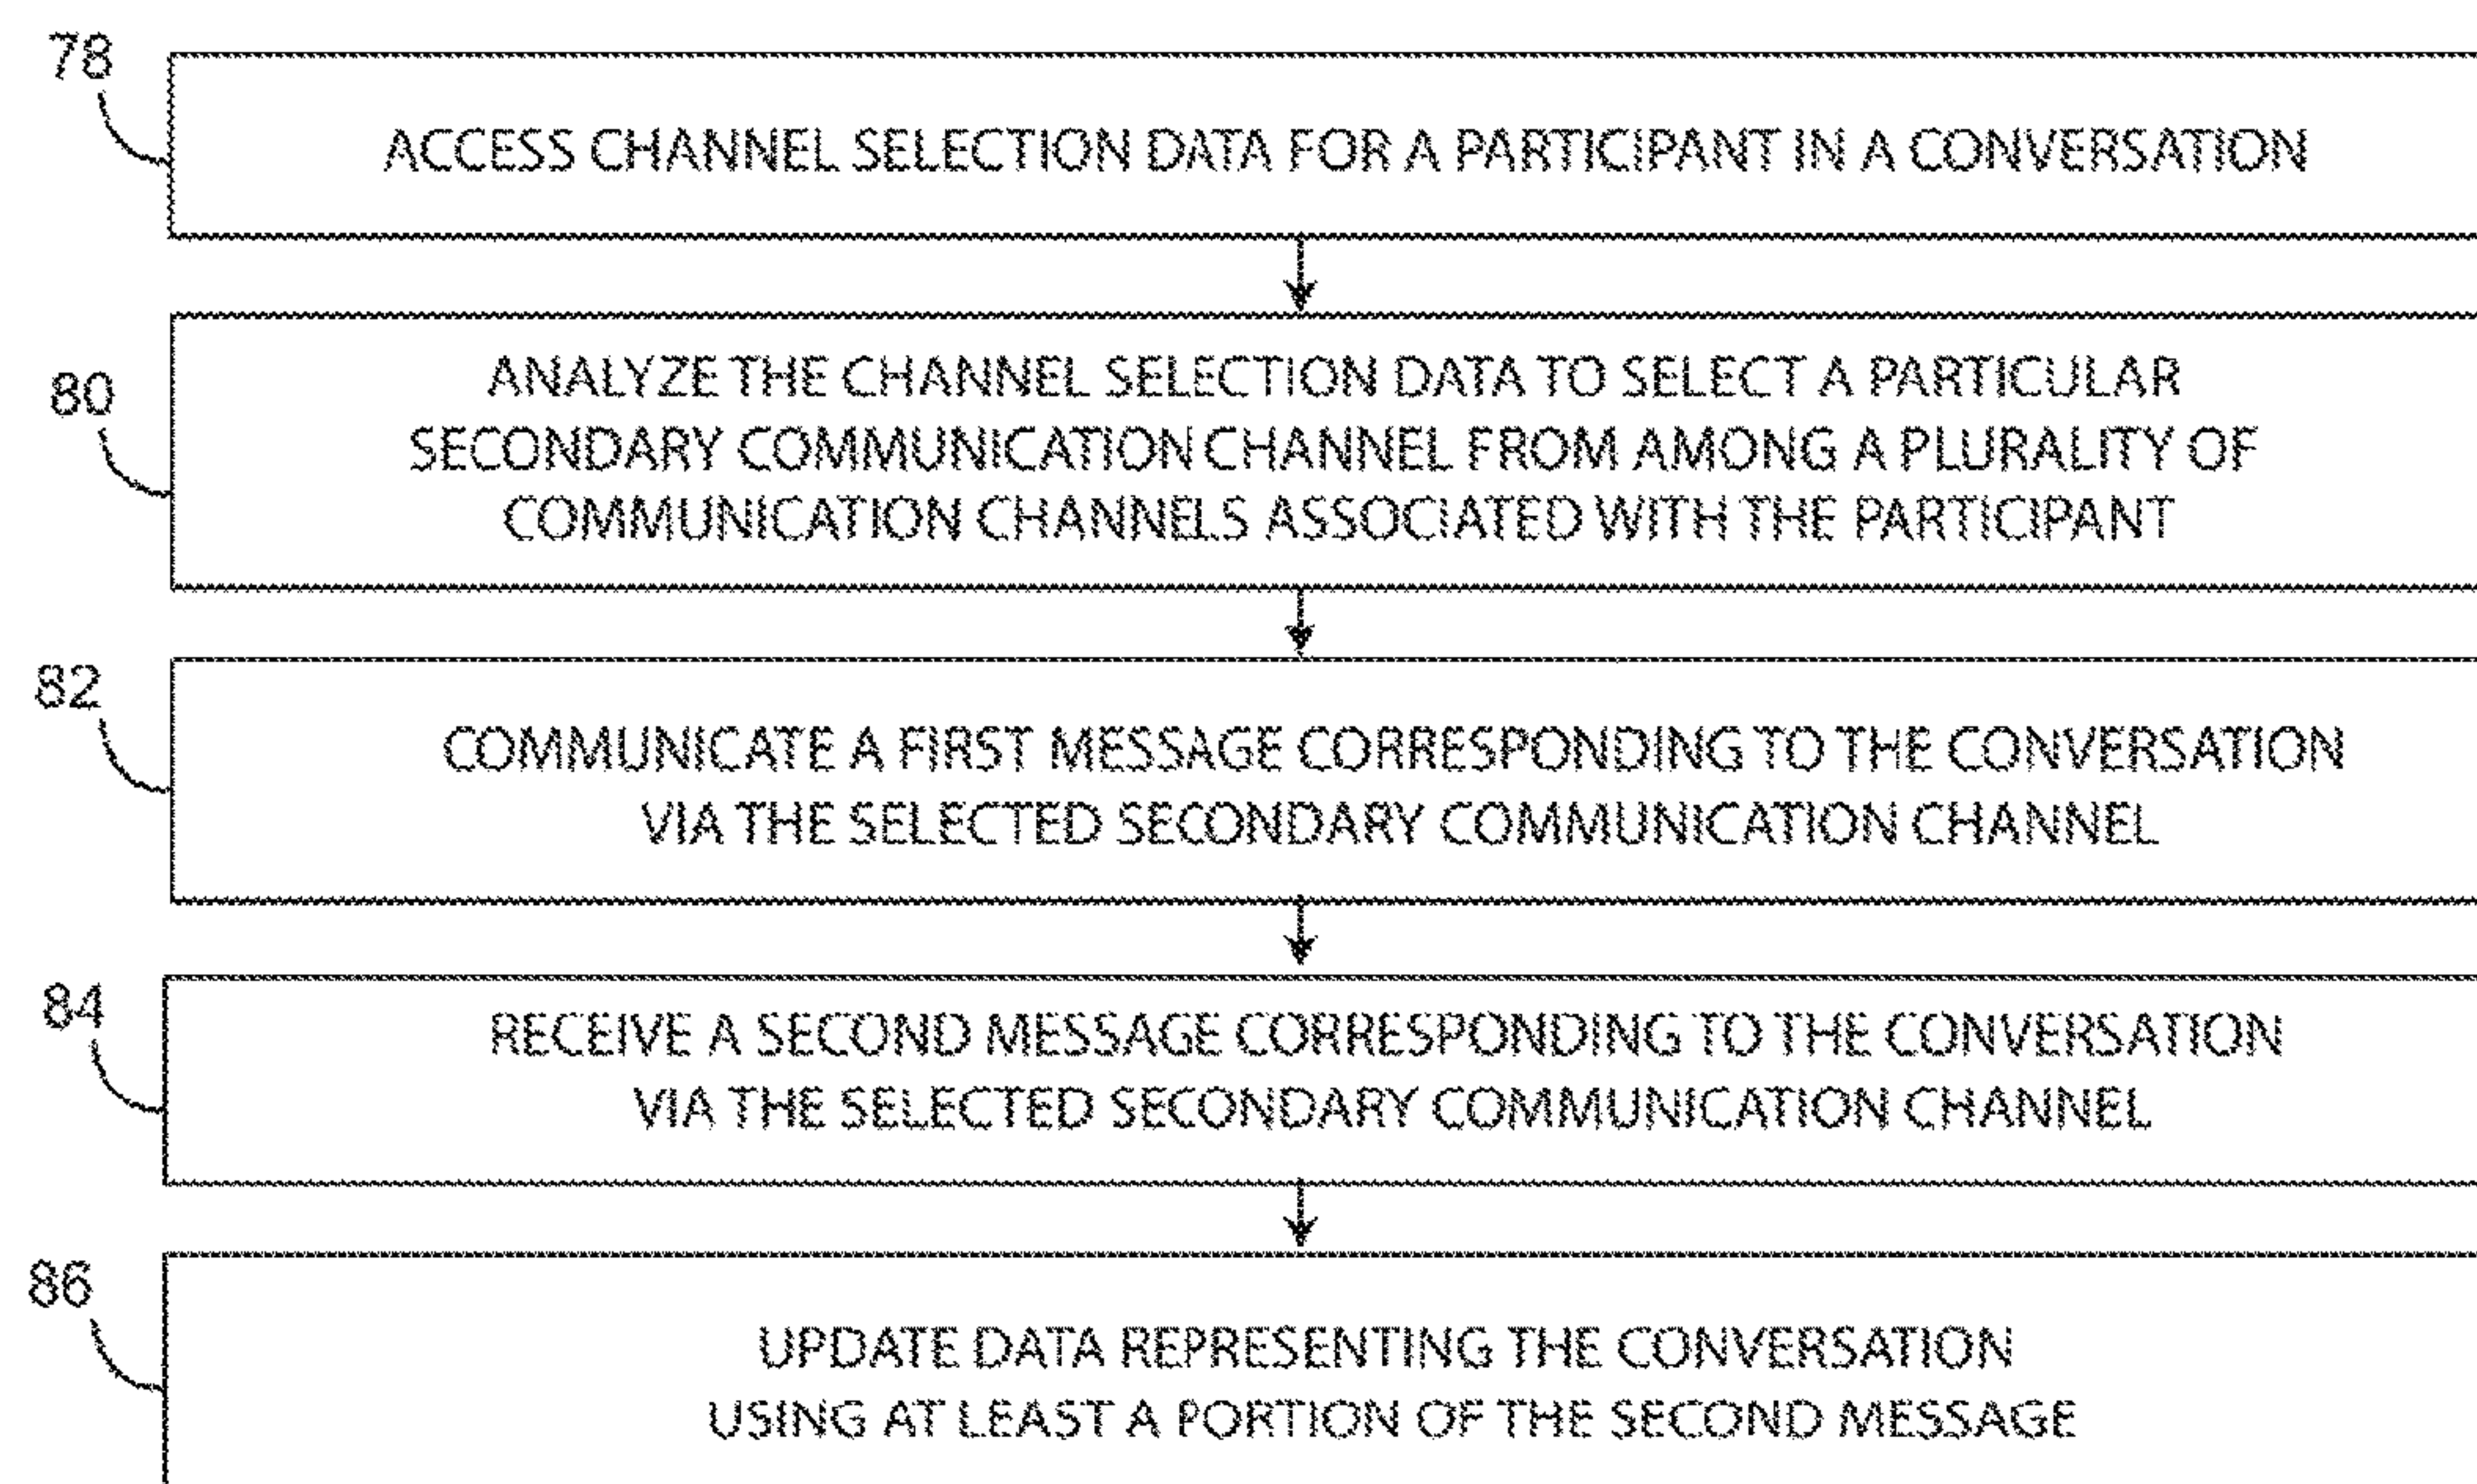 78
ACCESS CHANNEL SELECTION DATA FOR A PARTICIPANT IN A CONVERSATION
80
ANALYZE THE CHANNEL SELECTION DATA TO SELECT A PARTICULAR
SECONDARY COMMUNICATION CHANNEL FROM AMONG A PLURALITY OF
COMMUNICATION CHANNELS ASSOCIATED WITH THE PARTICIPANT
82
COMMUNICATE A FIRST MESSAGE CORRESPONDING TO THE CONVERSATION
VIA THE SELECTED SECONDARY COMMUNICATION CHANNEL
84
RECEIVE A SECOND MESSAGE CORRESPONDING TO THE CONVERSATION
VIA THE SELECTED SECONDARY COMMUNICATION CHANNEL
86
UPDATE DATA REPRESENTING THE CONVERSATION
USING AT LEAST A PORTION OF THE SECOND MESSAGE